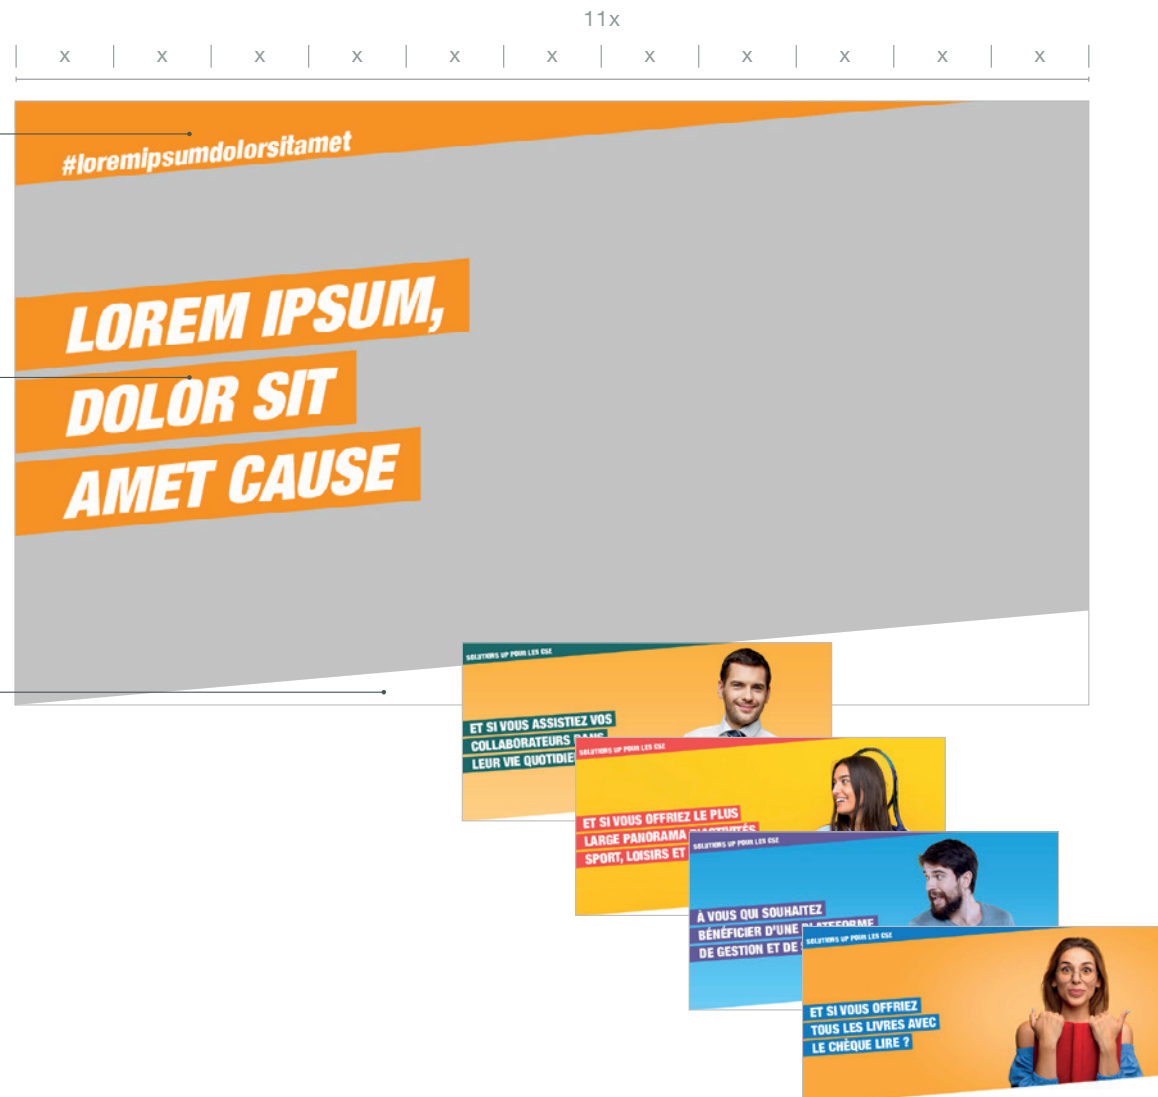 11x
x x x x x x x x x x x
#loremipsumdolorsitamet
LOREM IPSUM,
DOLOR SIT
AMET CAUSE
SOLUTIONS UP POUR LES CSE
ET SI VOUS ASSISTIEZ VOS
COLLABORATEURS
LEUR VIE
SOLUTIONS UP POUR LES CSE
ET SI VOUS OFFRIEZ LE PLUS
LARGE PANORAMA
SPORT, LOISIRS ET
SOLUTIONS UP POUR LES CSE
À VOUS QUI SOUHAITEZ
BÉNÉFICIER D'UNE
DE GESTION ET DE
SOLUTIONS UP POUR LES CSE
ET SI VOUS OFFRIEZ
TOUS LES LIVRES AVEC
LE CHÈQUE LIRE ?